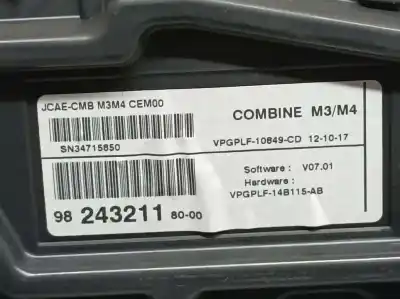 JCAE-CMB M3M4 CEM00
COMBINE M3/M4
SN34715650
VPGPLF-10849-CD 12-10-17
Software : V07.01
Hardware :
VPGPLF-14B115-AB
98 243211 80-00